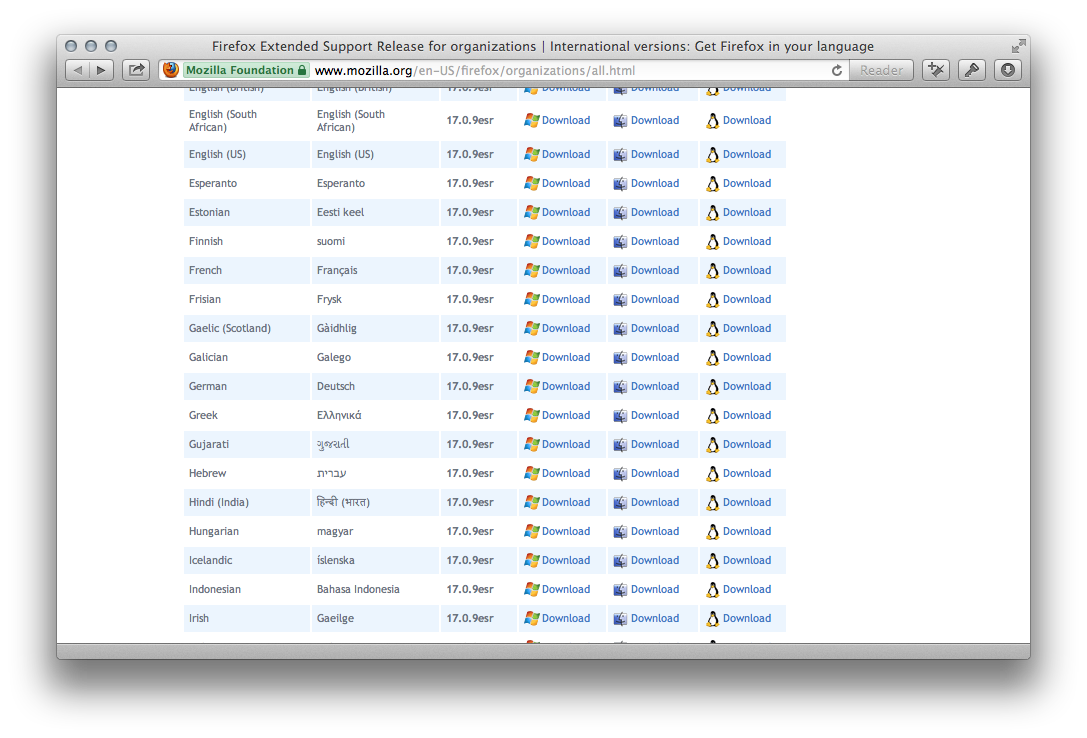 Firefox Extended Support Release for organizations | International versions: Get Firefox in your language
Mozilla Foundation www.mozilla.org/en-US/firefox/organizations/all.html Reader
English (British) English (British) 17.0.9esr Download Download Download
English (South English (South 17.0.9esr Download Download Download
African) African)
English (US) English (US) 17.0.9esr Download Download Download
Esperanto Esperanto 17.0.9esr Download Download Download
Estonian Eesti keel 17.0.9esr Download Download Download
Finnish suomi 17.0.9esr Download Download Download
French Français 17.0.9esr Download Download Download
Frisian Frysk 17.0.9esr Download Download Download
Gaelic (Scotland) Gàidhlig 17.0.9esr Download Download Download
Galician Galego 17.0.9esr Download Download Download
German Deutsch 17.0.9esr Download Download Download
Greek Ελληνικά 17.0.9esr Download Download Download
Gujarati ગુજરાતી 17.0.9esr Download Download Download
Hebrew עברית 17.0.9esr Download Download Download
Hindi (India) हिन्दी (भारत) 17.0.9esr Download Download Download
Hungarian magyar 17.0.9esr Download Download Download
Icelandic íslenska 17.0.9esr Download Download Download
Indonesian Bahasa Indonesia 17.0.9esr Download Download Download
Irish Gaeilge 17.0.9esr Download Download Download